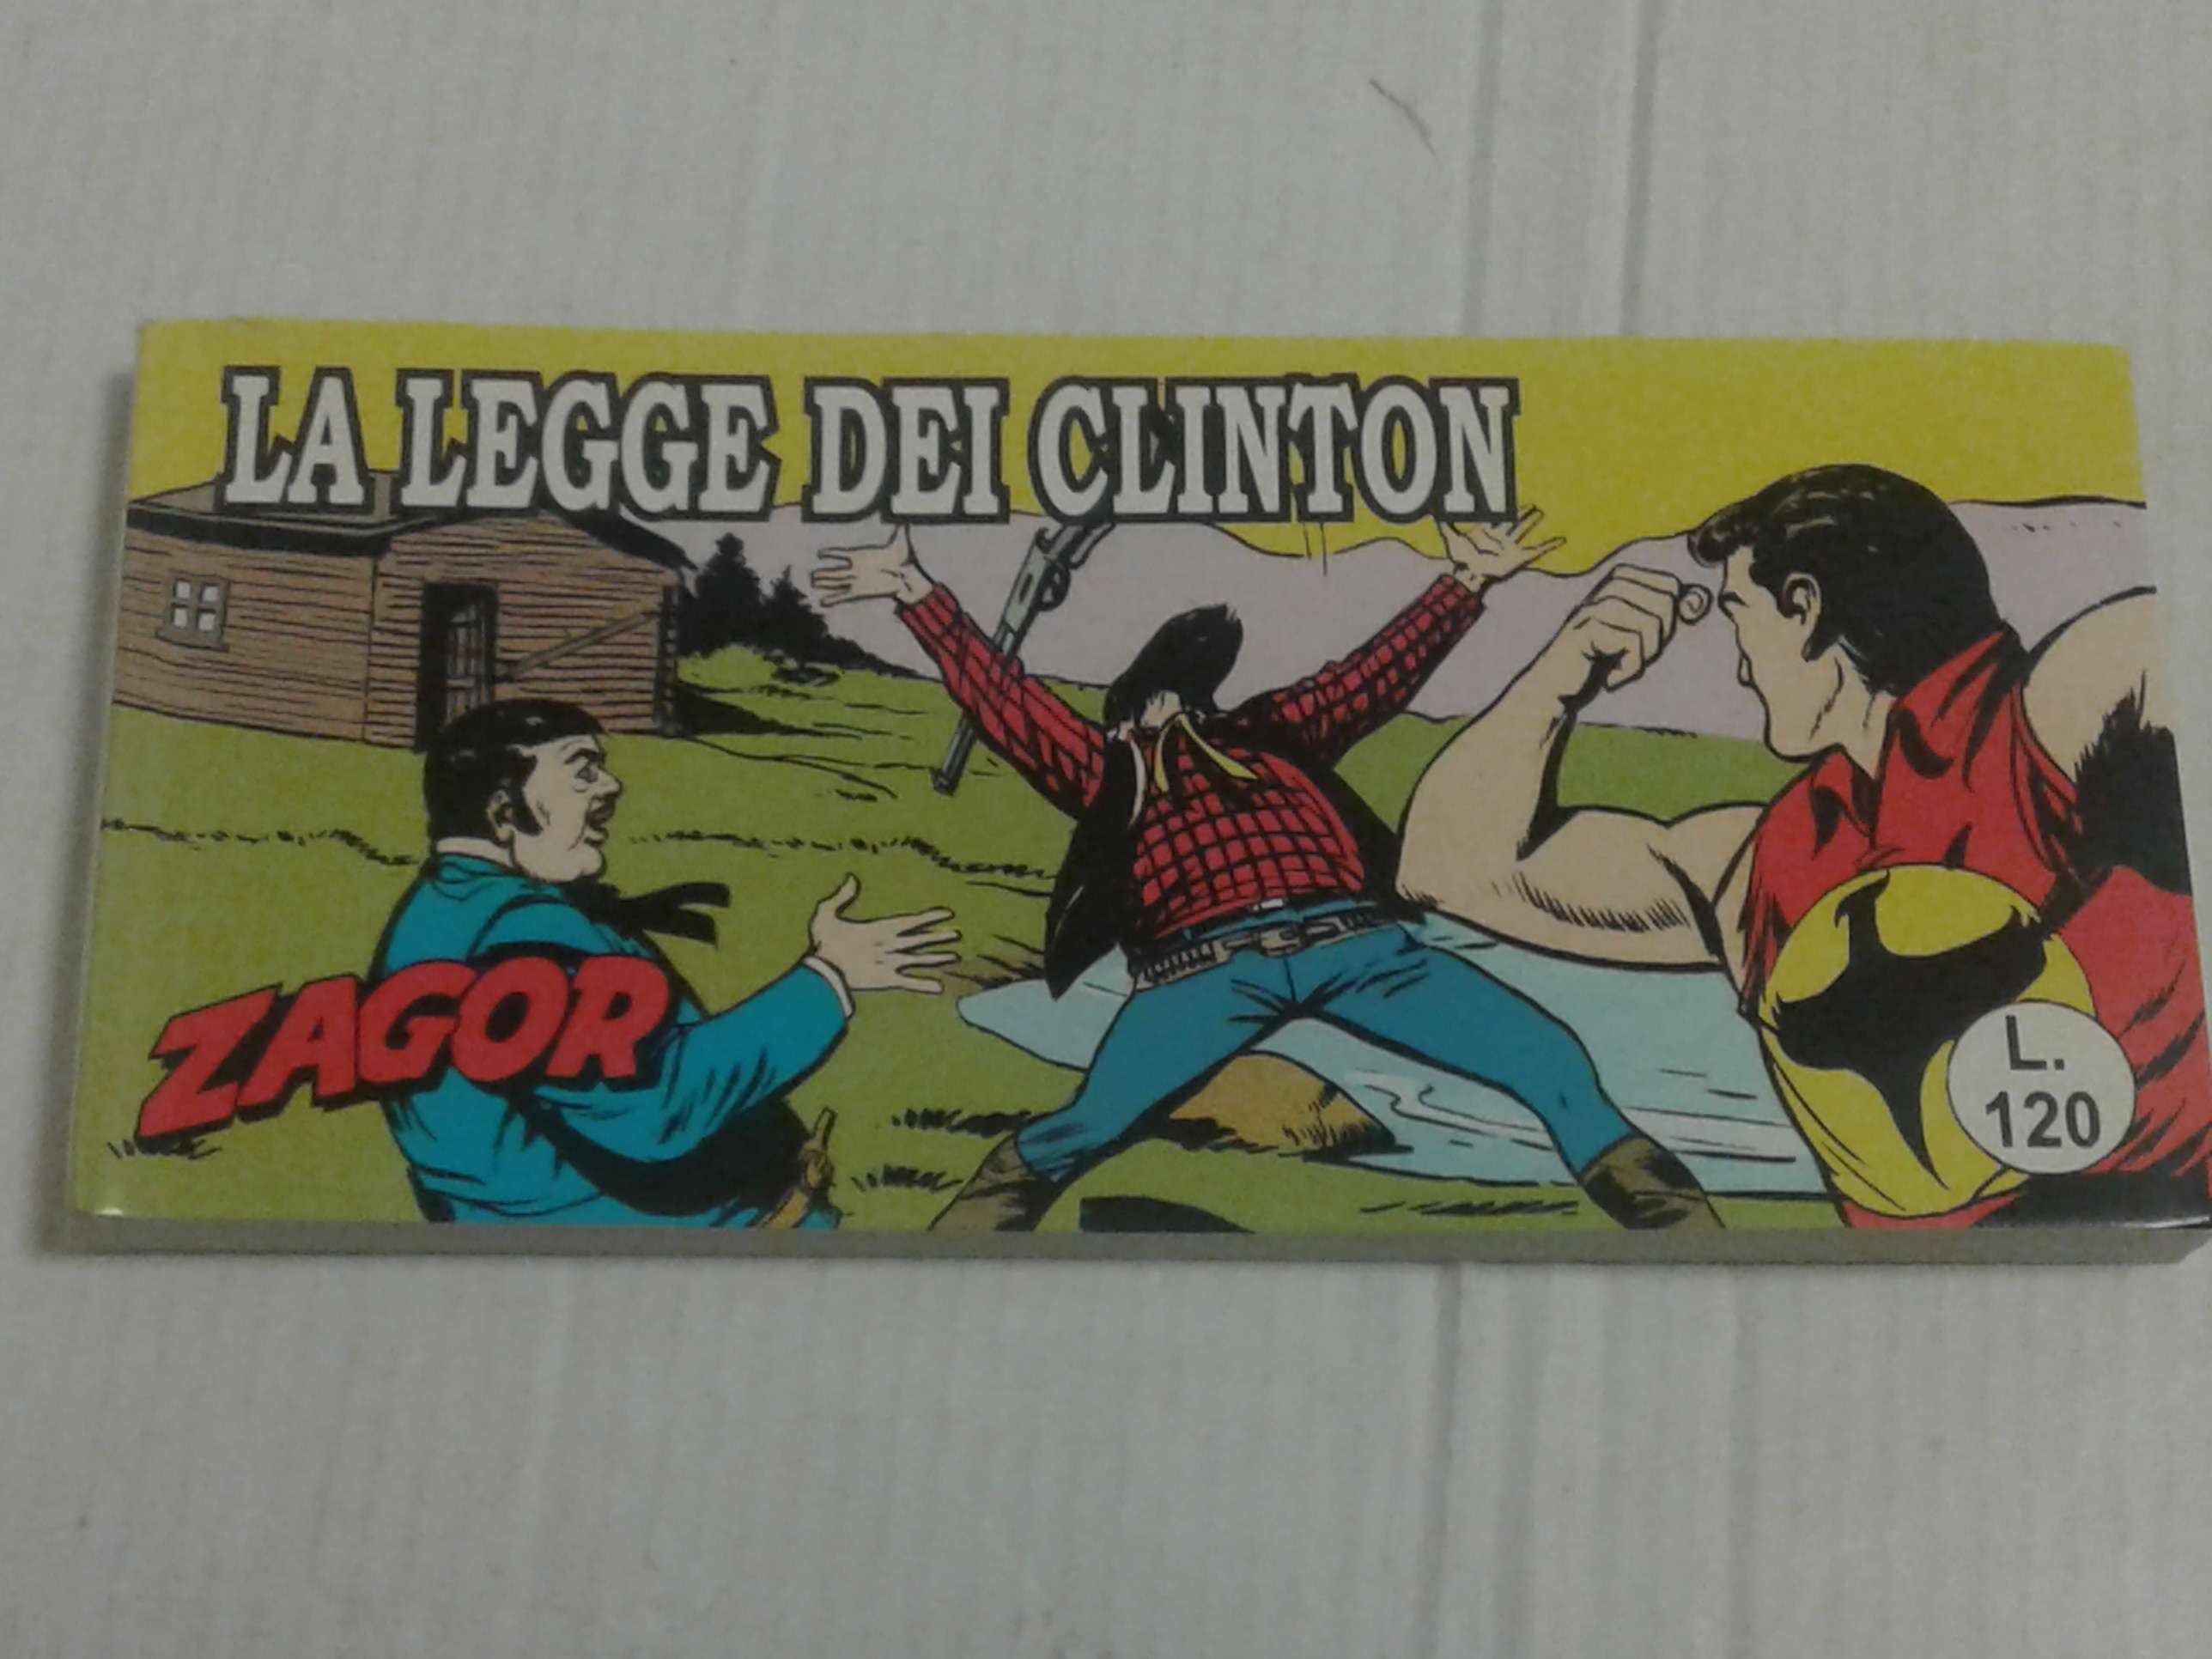 LA LEGGE DEI CLINTON
ZAGOR
L.
120